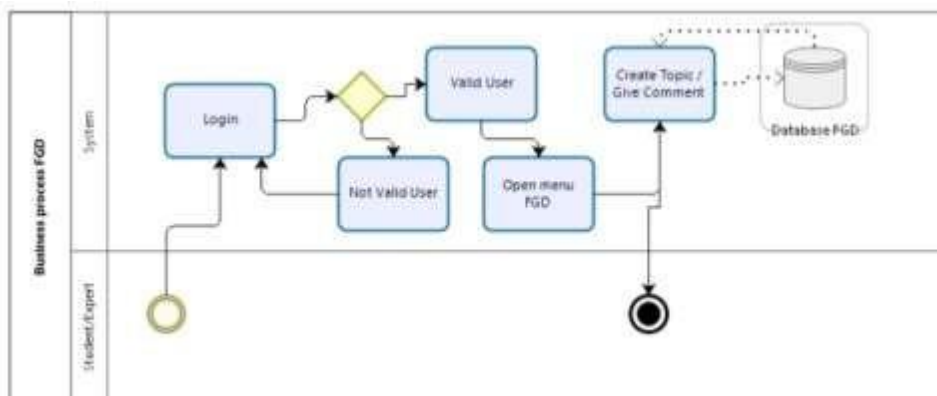 Business process FGD
System
Student/Expert
Login
Valid User
Not Valid User
Open menu
FGD
Create Topic /
Give Comment
Database FGD